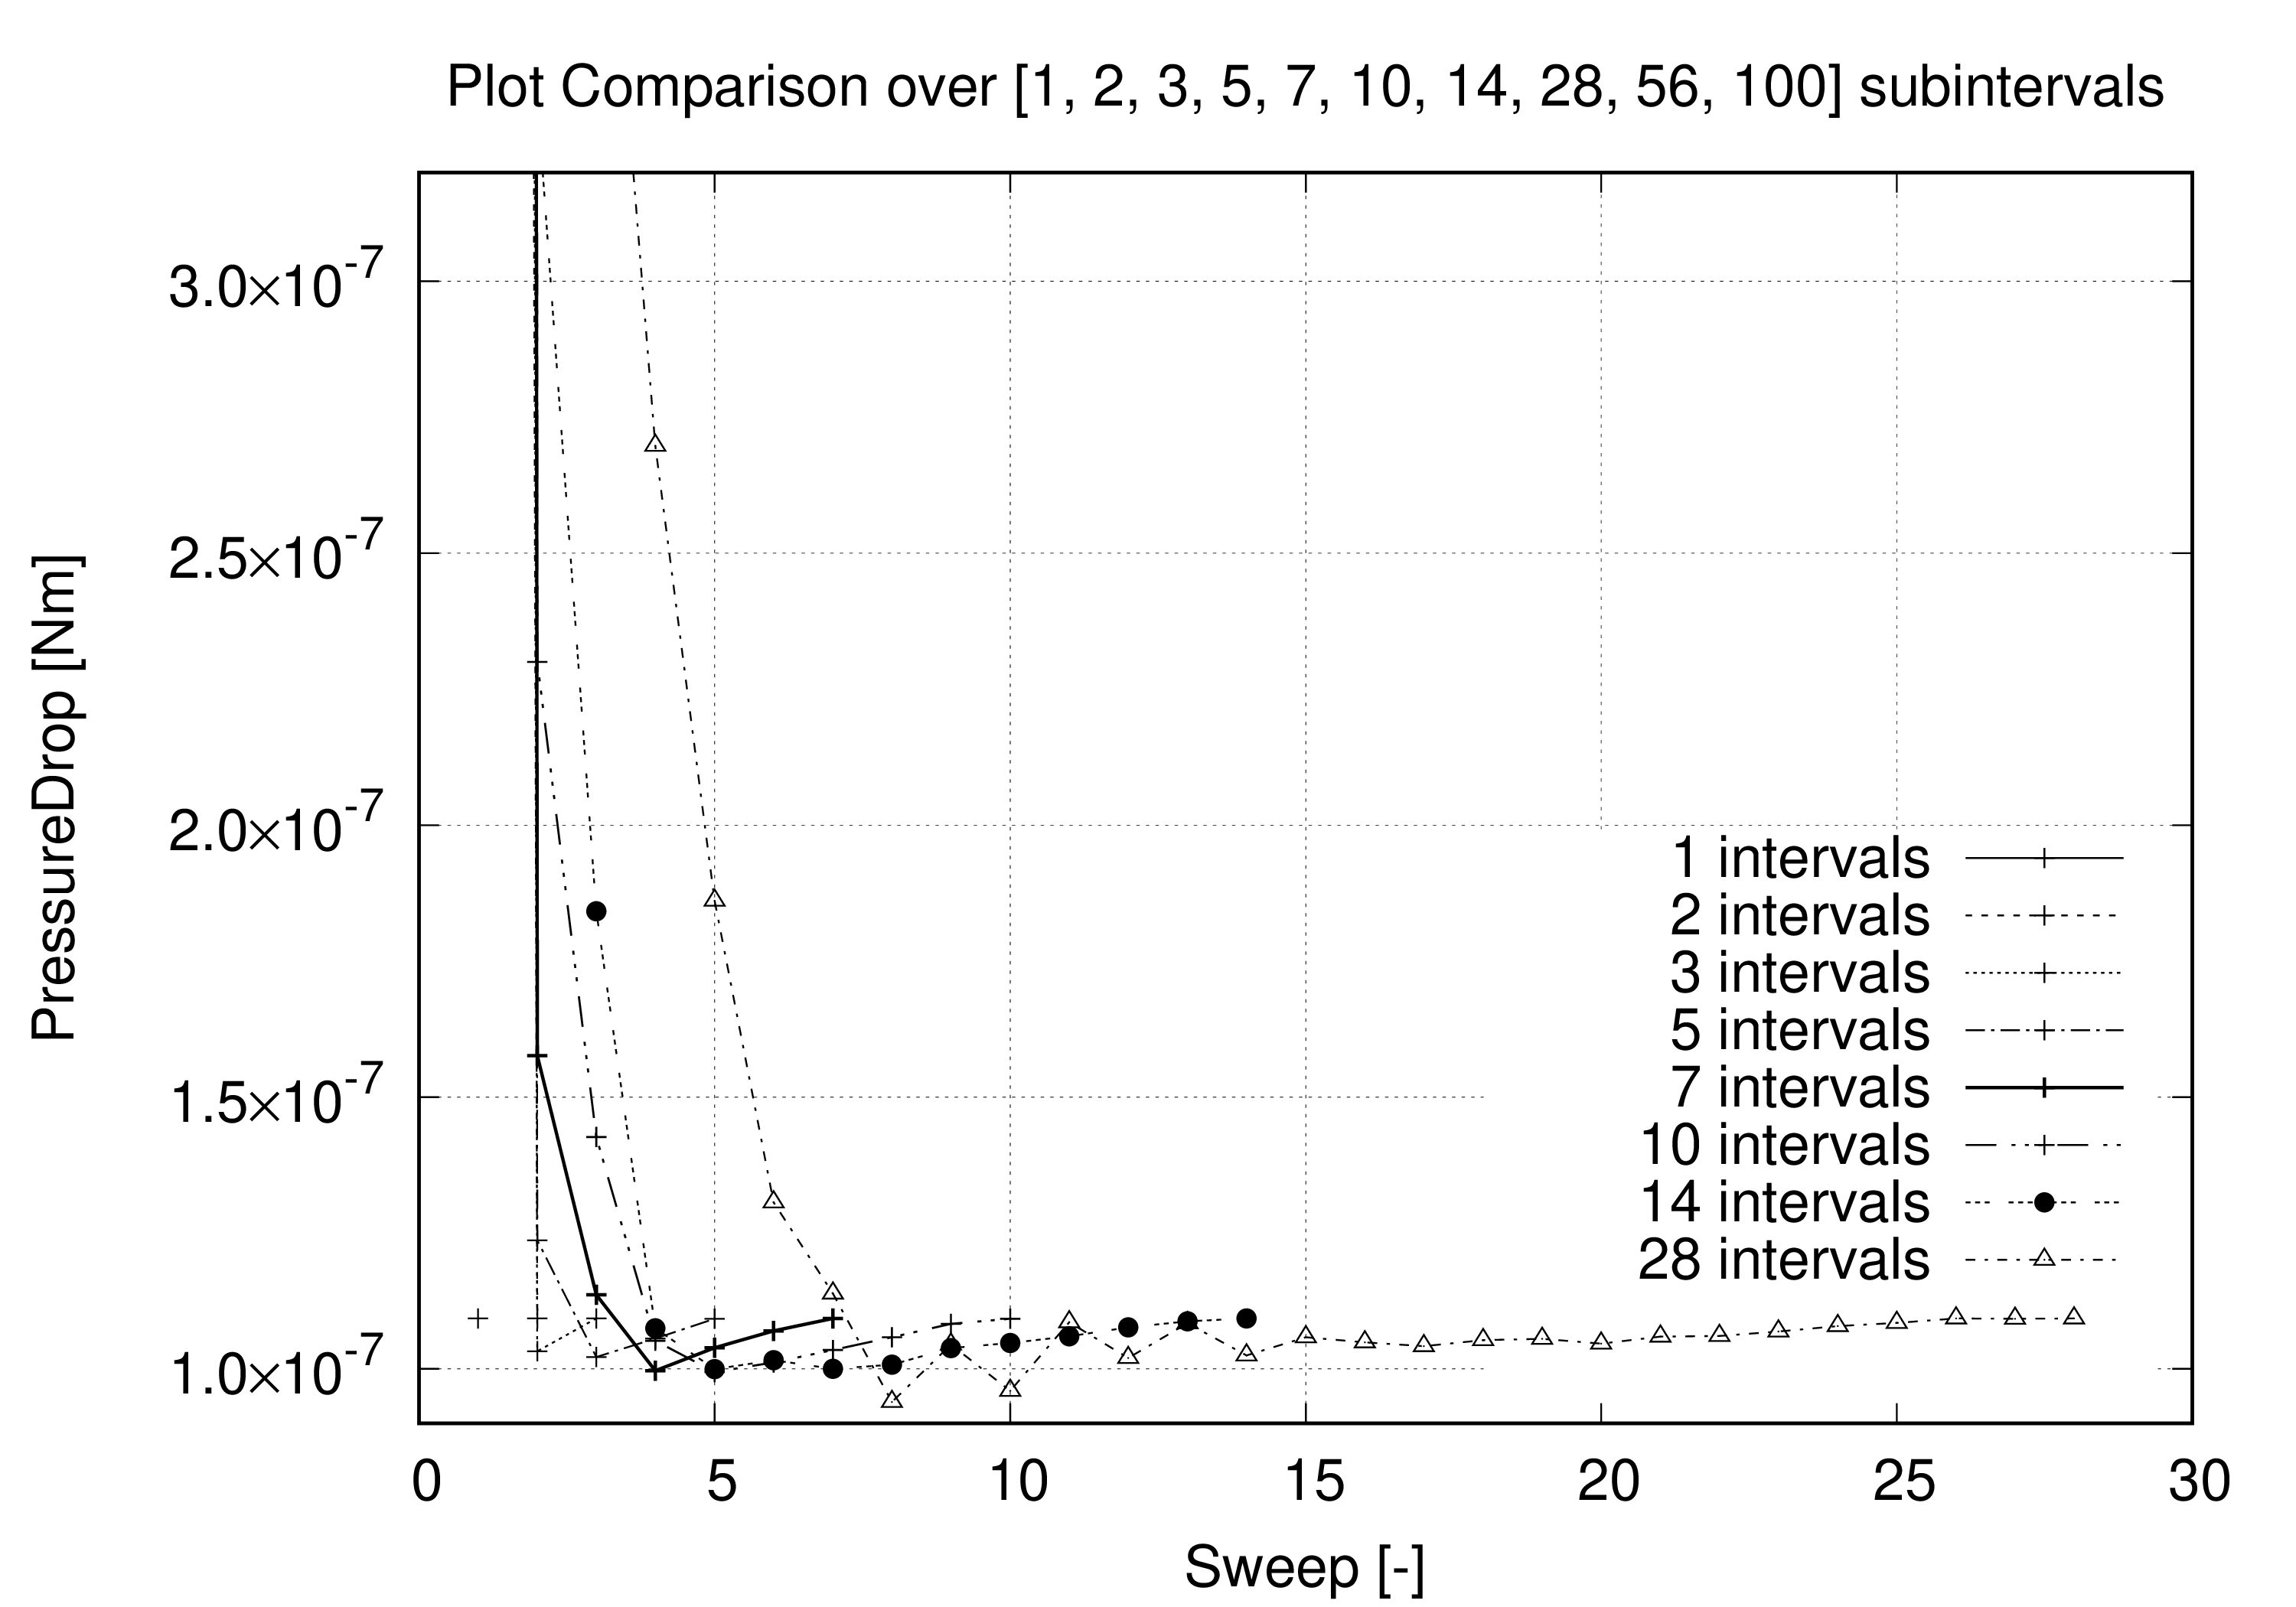 Plot Comparison over [1, 2, 3, 5, 7, 10, 14, 28, 56, 100] subintervals
3.0×10⁻⁷
2.5×10⁻⁷
2.0×10⁻⁷
1.5×10⁻⁷
1.0×10⁻⁷
PressureDrop [Nm]
1 intervals
2 intervals
3 intervals
5 intervals
7 intervals
10 intervals
14 intervals
28 intervals
0 5 10 15 20 25 30
Sweep [-]